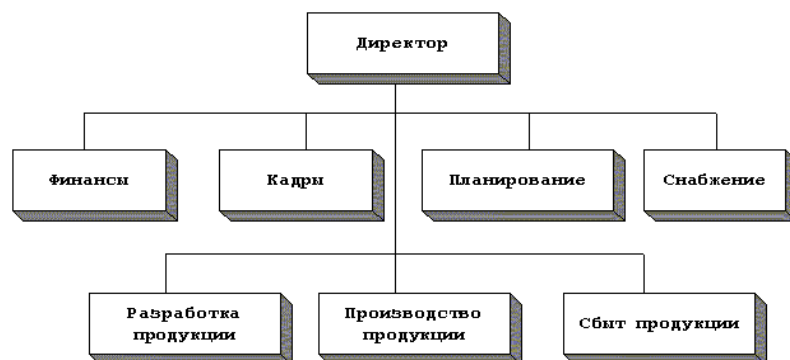 Директор
Финансы
Кадры
Планирование
Снабжение
Разработка
продукции
Производство
продукции
Сбыт продукции